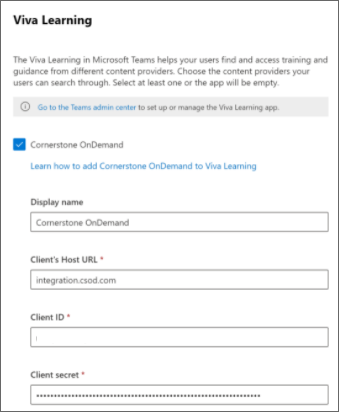 Viva Learning
The Viva Learning in Microsoft Teams helps your users find and access training and
guidance from different content providers. Choose the content providers your
users can search through. Select at least one or the app will be empty.
Go to the Teams admin center to set up or manage the Viva Learning app.
Cornerstone OnDemand
Learn how to add Cornerstone OnDemand to Viva Learning
Display name
Cornerstone OnDemand
Client's Host URL *
integration.csod.com
Client ID *
Client secret *